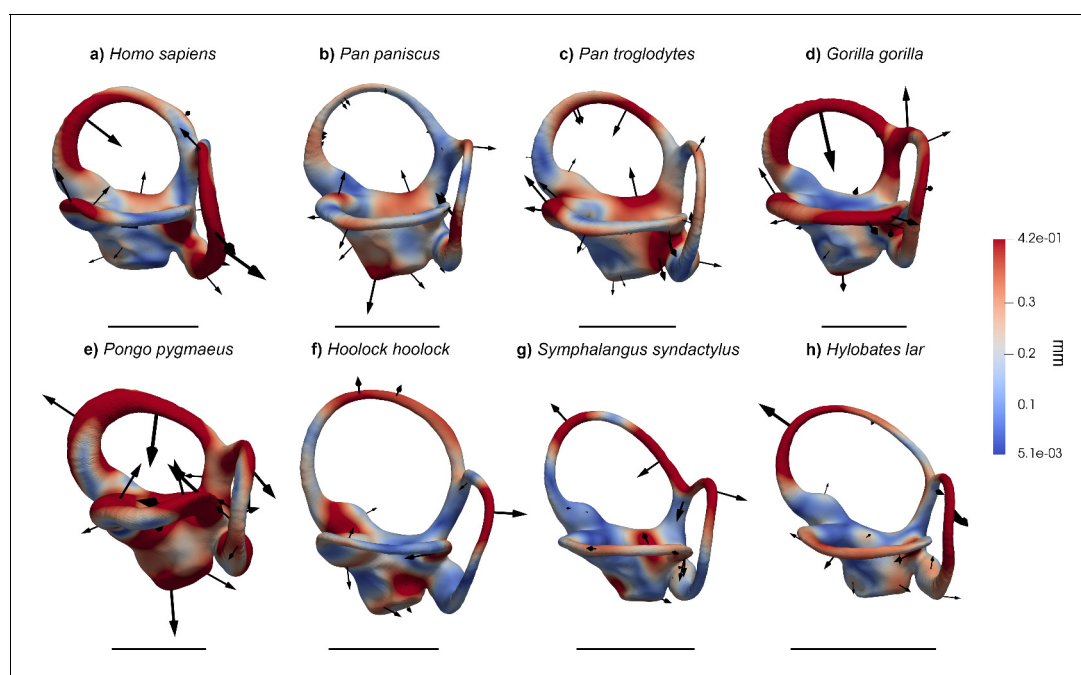 a) Homo sapiens
b) Pan paniscus
c) Pan troglodytes
d) Gorilla gorilla
4.2e-01
0.3
0.2
0.1
5.1e-03
mm
e) Pongo pygmaeus
f) Hoolock hoolock
g) Symphalangus syndactylus
h) Hylobates lar